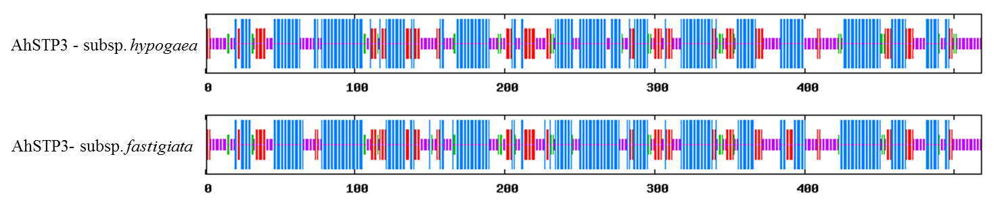 AhSTP3 - subsp. hypogaea
0 100 200 300 400
AhSTP3- subsp. fastigiata
0 100 200 300 400